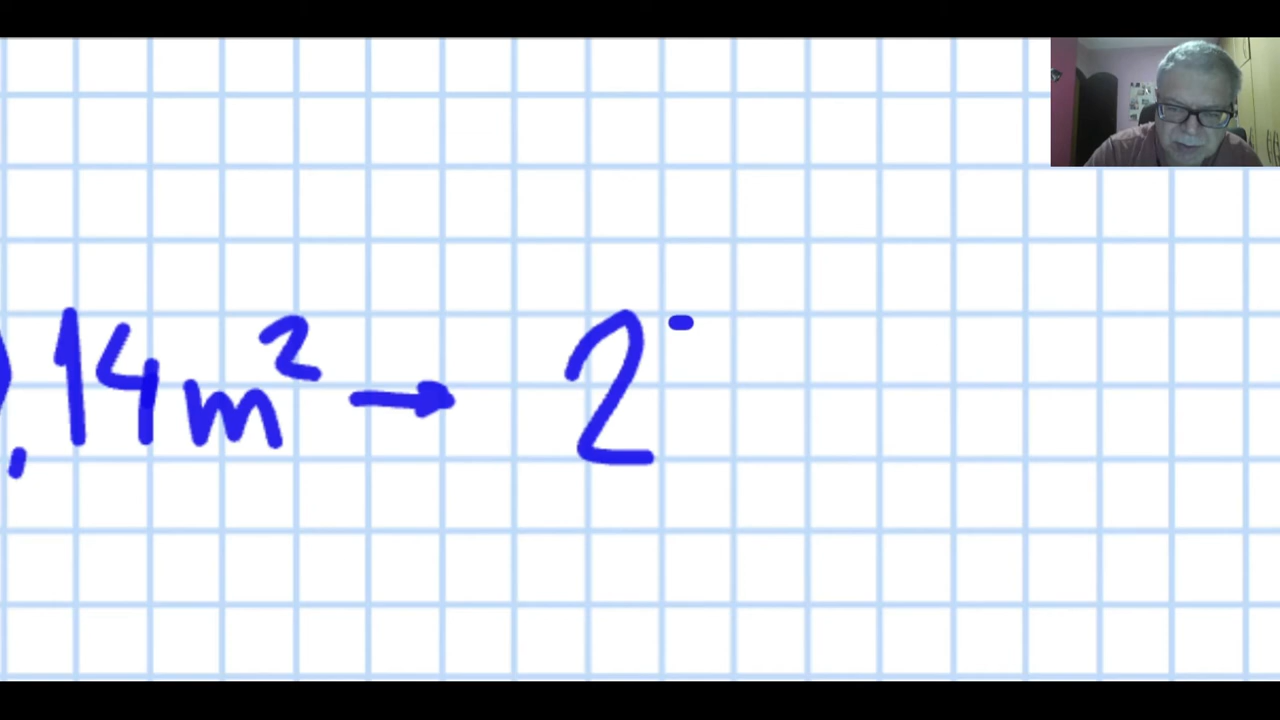 ,14m² → 2